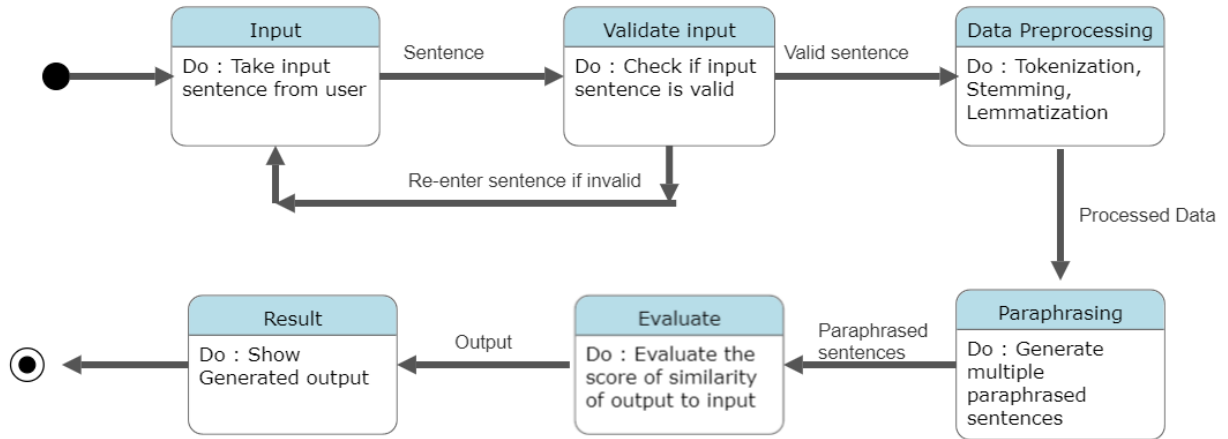 Input
Do : Take input
sentence from user
Sentence
Validate input
Do : Check if input
sentence is valid
Valid sentence
Data Preprocessing
Do : Tokenization,
Stemming,
Lemmatization
Re-enter sentence if invalid
Processed Data
Paraphrasing
Do : Generate
multiple
paraphrased
sentences
Paraphrased
sentences
Evaluate
Do : Evaluate the
score of similarity
of output to input
Output
Result
Do : Show
Generated output